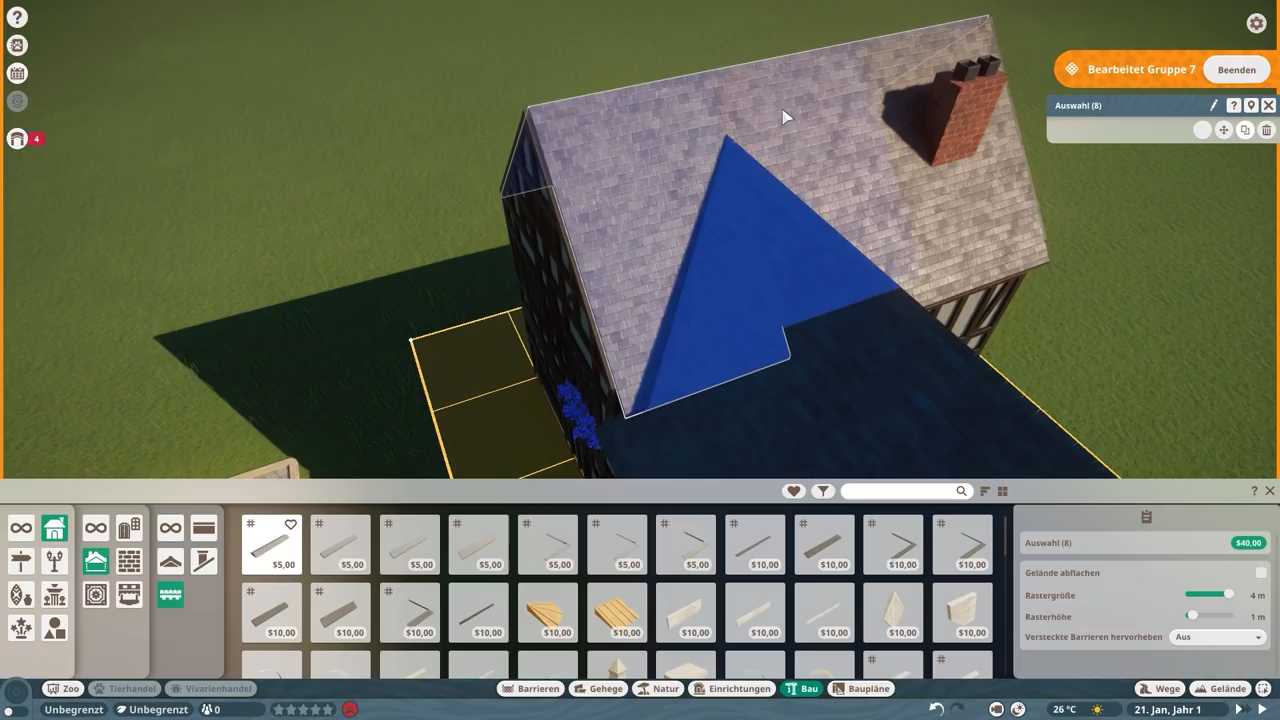 ?
Bearbeitet Gruppe 7
Beenden
Auswahl (8)
?
4
?
$5,00 $5,00 $5,00 $5,00 $5,00 $5,00 $5,00 $10,00 $10,00 $10,00 $10,00
$10,00 $10,00 $10,00 $10,00 $10,00 $10,00 $10,00 $10,00 $10,00 $10,00 $10,00
Auswahl (8) $40,00
Gelände abflachen
Rastergröße 4 m
Rasterhöhe 1 m
Versteckte Barrieren hervorheben Aus
Zoo Tierhandel Vivarienhandel Barrieren Gehege Natur Einrichtungen Bau Baupläne Wege Gelände
Unbegrenzt Unbegrenzt 0 26 °C 21. Jan, Jahr 1